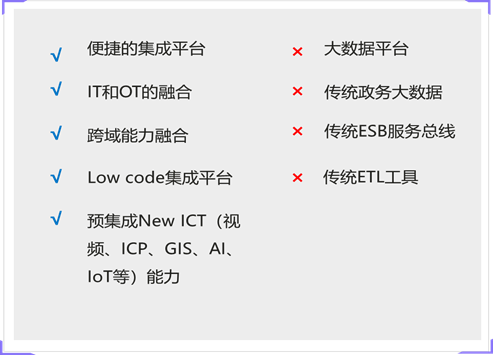 √ 便捷的集成平台
√ IT和OT的融合
√ 跨域能力融合
√ Low code集成平台
√ 预集成New ICT（视
频、ICP、GIS、AI、
IoT等）能力
× 大数据平台
× 传统政务大数据
× 传统ESB服务总线
× 传统ETL工具